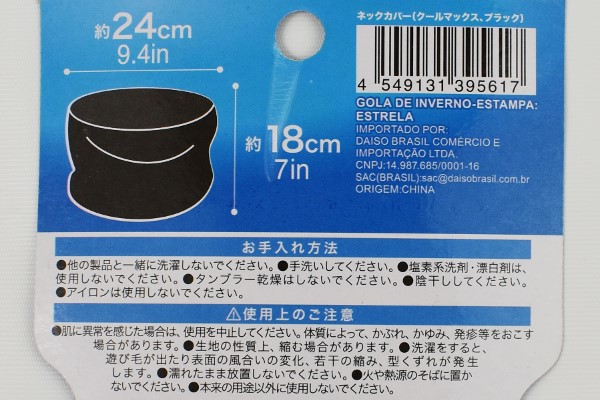 約24cm
9.4in
約18cm
7in
ネックカバー(クールマックス、ブラック)
4 549131 395617
GOLA DE INVERNO-ESTAMPA:
ESTRELA
IMPORTADO POR:
DAISO BRASIL COMÉRCIO E
IMPORTAÇÃO LTDA.
CNPJ:14.987.685/0001-16
SAC(BRASIL):sac@daisobrasil.com.br
ORIGEM:CHINA
お手入れ方法
●他の製品と一緒に洗濯しないでください。●手洗いしてください。●塩素系洗剤・漂白剤は、
使用しないでください。●タンブラー乾燥はしないでください。●陰干ししてください。
●アイロンは使用しないでください。
⚠使用上のご注意
●肌に異常を感じた場合は、使用を中止してください。体質によって、かぶれ、かゆみ、発疹等をおこす
場合があります。●生地の性質上、縮む場合があります。●洗濯をすると、
遊び毛が出たり表面の風合いの変化、若干の縮み、型くずれが発生
します。●濡れたまま放置しないでください。●火や熱源のそばに置か
ないでください。●本来の用途以外に使用しないでください。